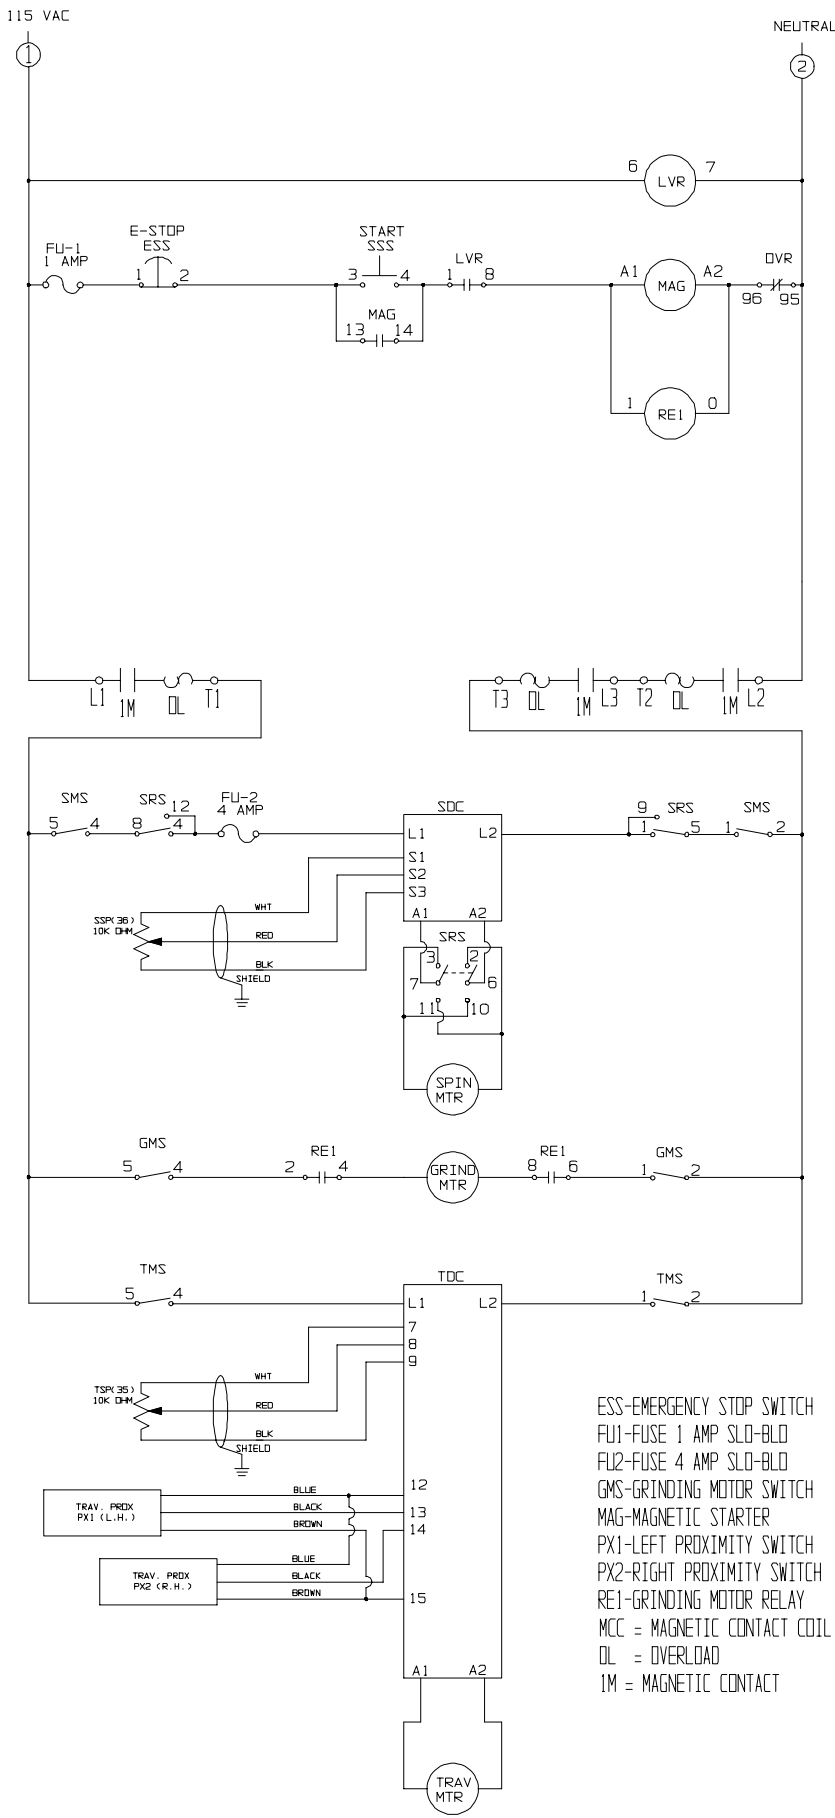 115 VAC
NEUTRAL
1
2
6 LVR 7
FU-1
1 AMP
E-STOP
ESS
1 2
START
SSS
3 4
MAG
13 14
LVR
1 8
A1 MAG A2
OVR
96 95
1 RE1 0
L1 1M OL T1
T3 OL 1M L3 T2 OL 1M L2
SMS
5 4
SRS
12
8 4
FU-2
4 AMP
SDC
L1 L2
S1
S2
S3
A1 A2
9
SRS
1 5
SMS
1 2
SSP(36)
10K OHM
WHT
RED
BLK
SHIELD
SRS
3 2
7 6
11 10
SPIN
MTR
GMS
5 4
RE1
2 4
GRIND
MTR
RE1
8 6
GMS
1 2
TMS
5 4
TDC
L1 L2
TMS
1 2
7
8
9
TSP(35)
10K OHM
WHT
RED
BLK
SHIELD
TRAV. PROX
PX1 (L.H.)
BLUE
BLACK
BROWN
12
13
14
TRAV. PROX
PX2 (R.H.)
BLUE
BLACK
BROWN
15
A1 A2
TRAV
MTR
ESS-EMERGENCY STOP SWITCH
FU1-FUSE 1 AMP SLO-BLO
FU2-FUSE 4 AMP SLO-BLO
GMS-GRINDING MOTOR SWITCH
MAG-MAGNETIC STARTER
PX1-LEFT PROXIMITY SWITCH
PX2-RIGHT PROXIMITY SWITCH
RE1-GRINDING MOTOR RELAY
MCC = MAGNETIC CONTACT COIL
OL = OVERLOAD
1M = MAGNETIC CONTACT